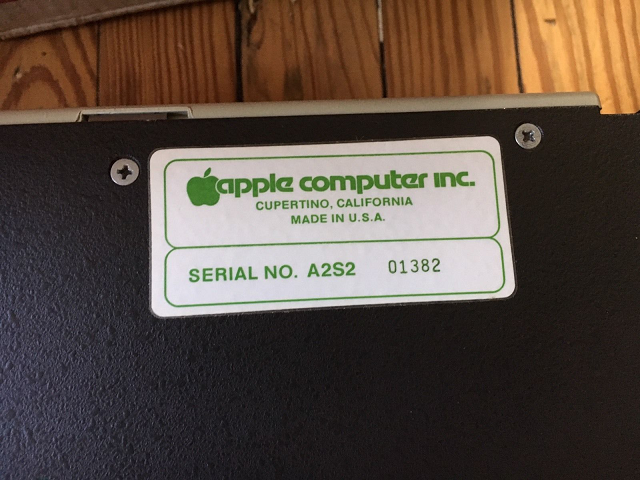 apple computer inc.
CUPERTINO, CALIFORNIA
MADE IN U.S.A.
SERIAL NO. A2S2 01382